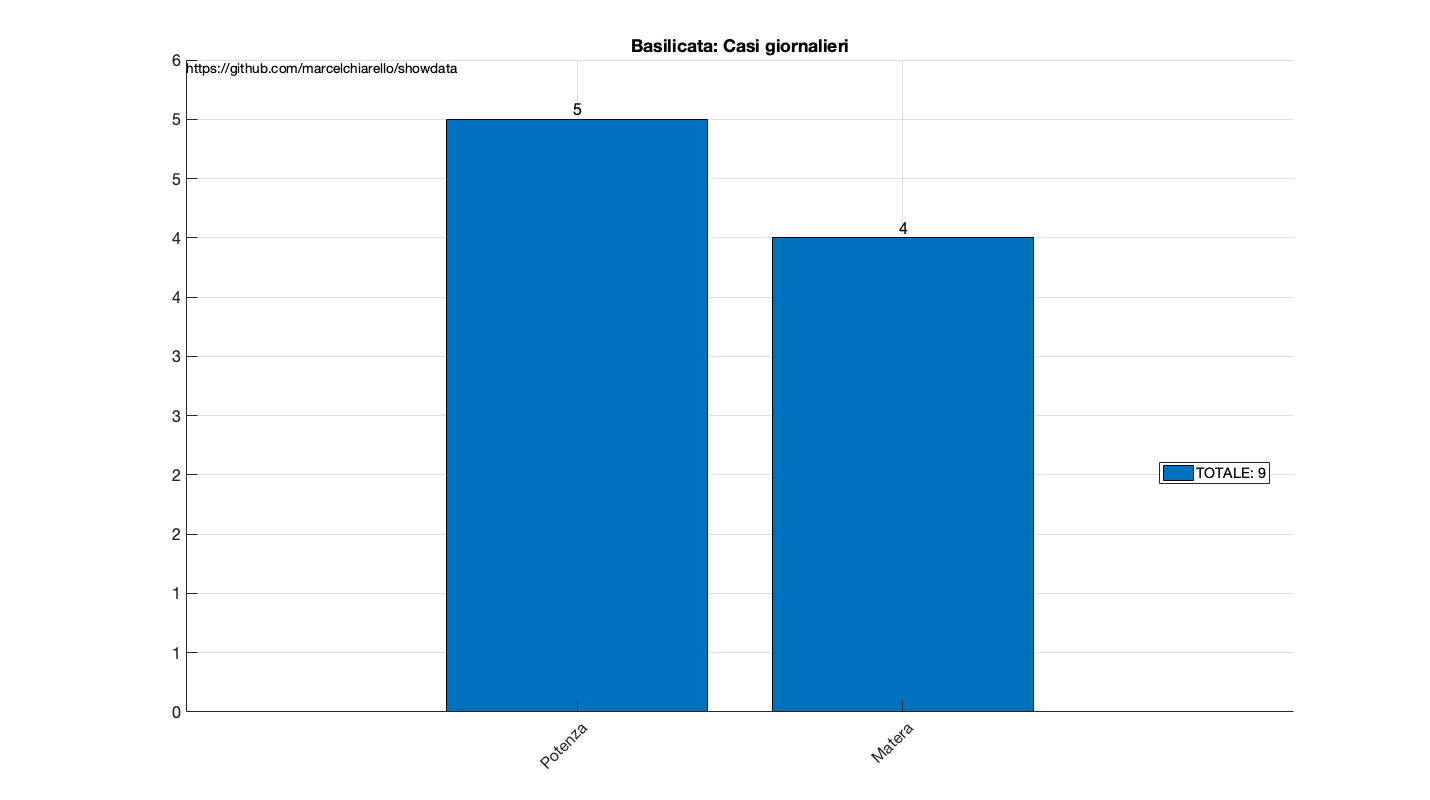 Basilicata: Casi giornalieri
https://github.com/marcelchiarello/showdata
6
5
5
4
4
3
3
2
2
1
1
0
5
4
TOTALE: 9
Potenza
Matera